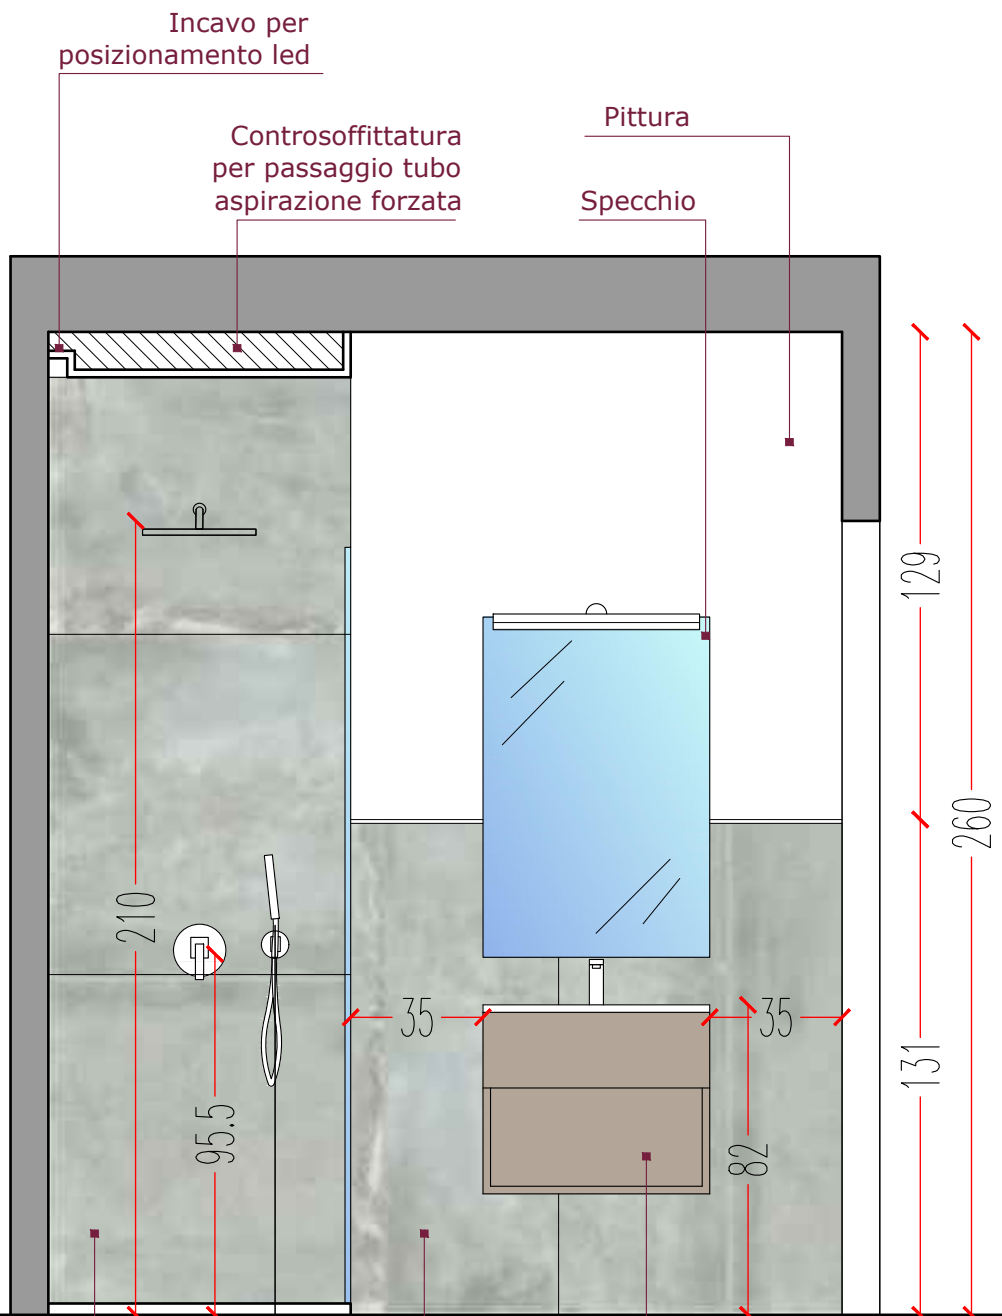 Incavo per
posizionamento led
Controsoffittatura
per passaggio tubo
aspirazione forzata
Pittura
Specchio
129
260
210
35
35
131
95.5
82